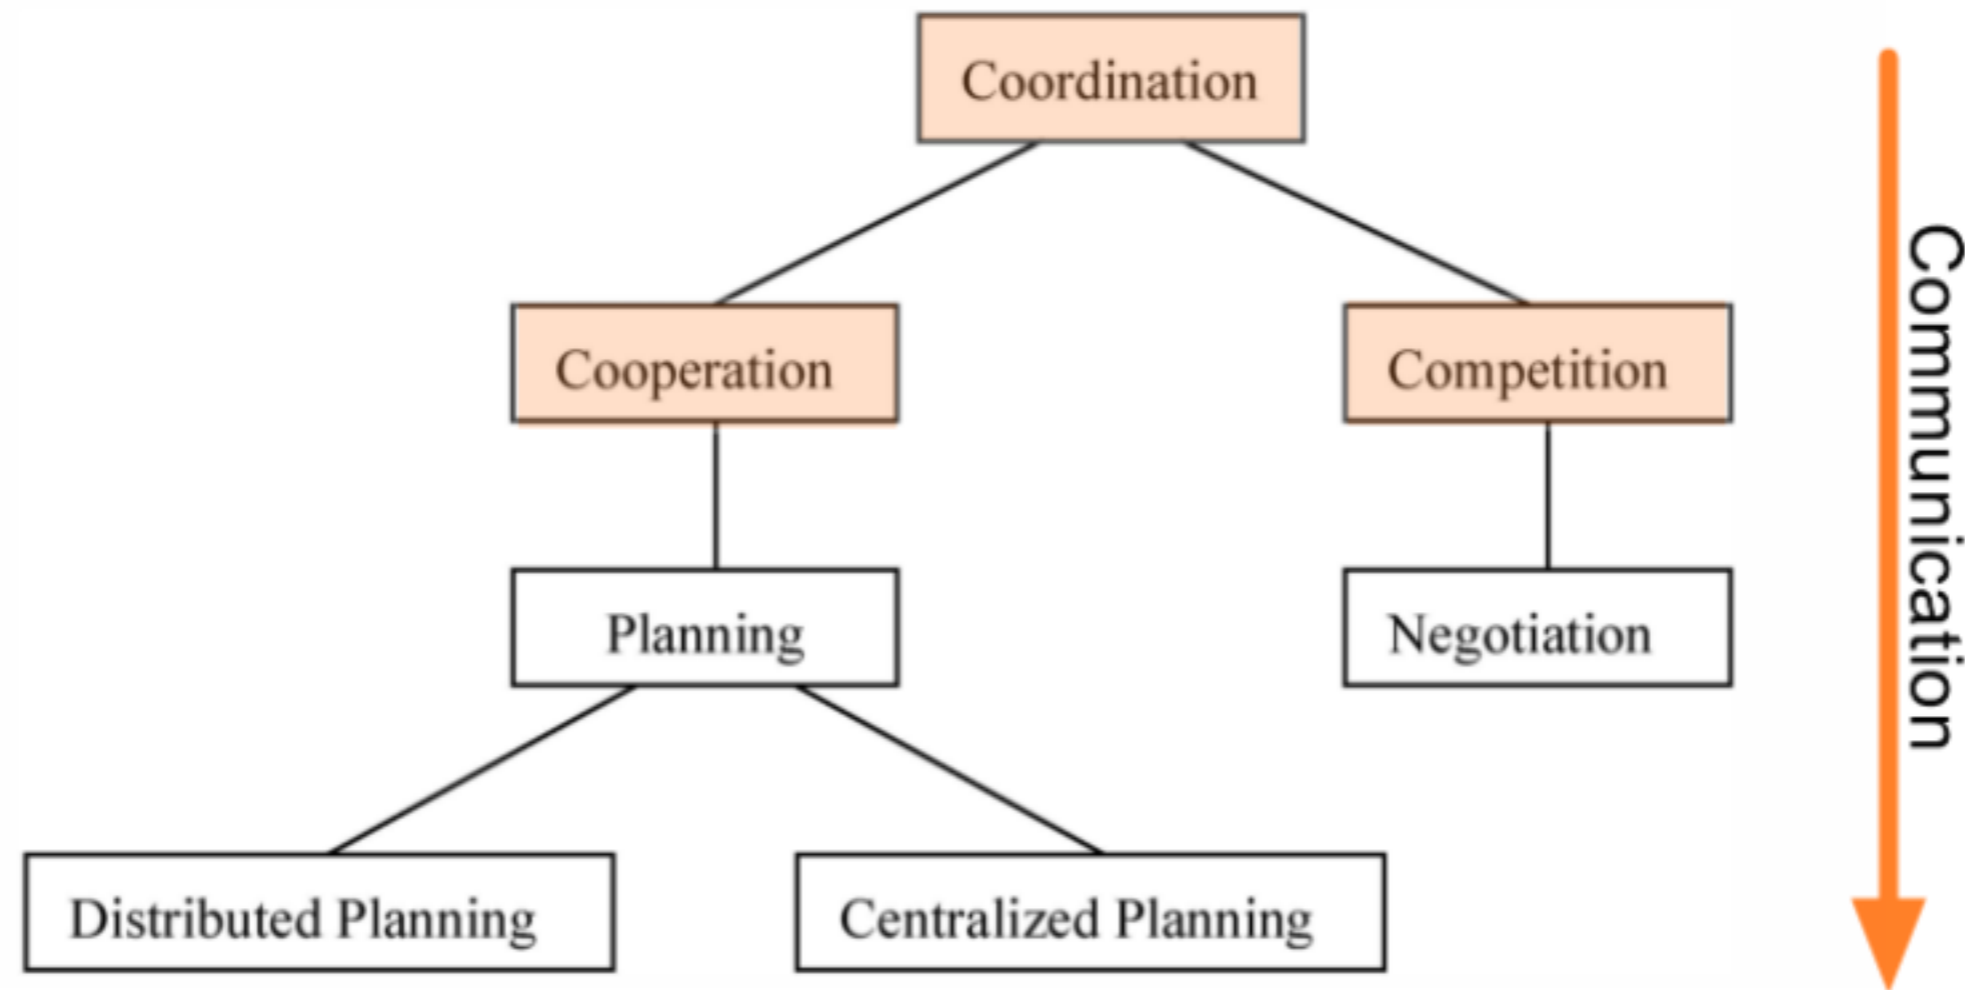 Coordination
Cooperation
Competition
Planning
Negotiation
Distributed Planning
Centralized Planning
Communication